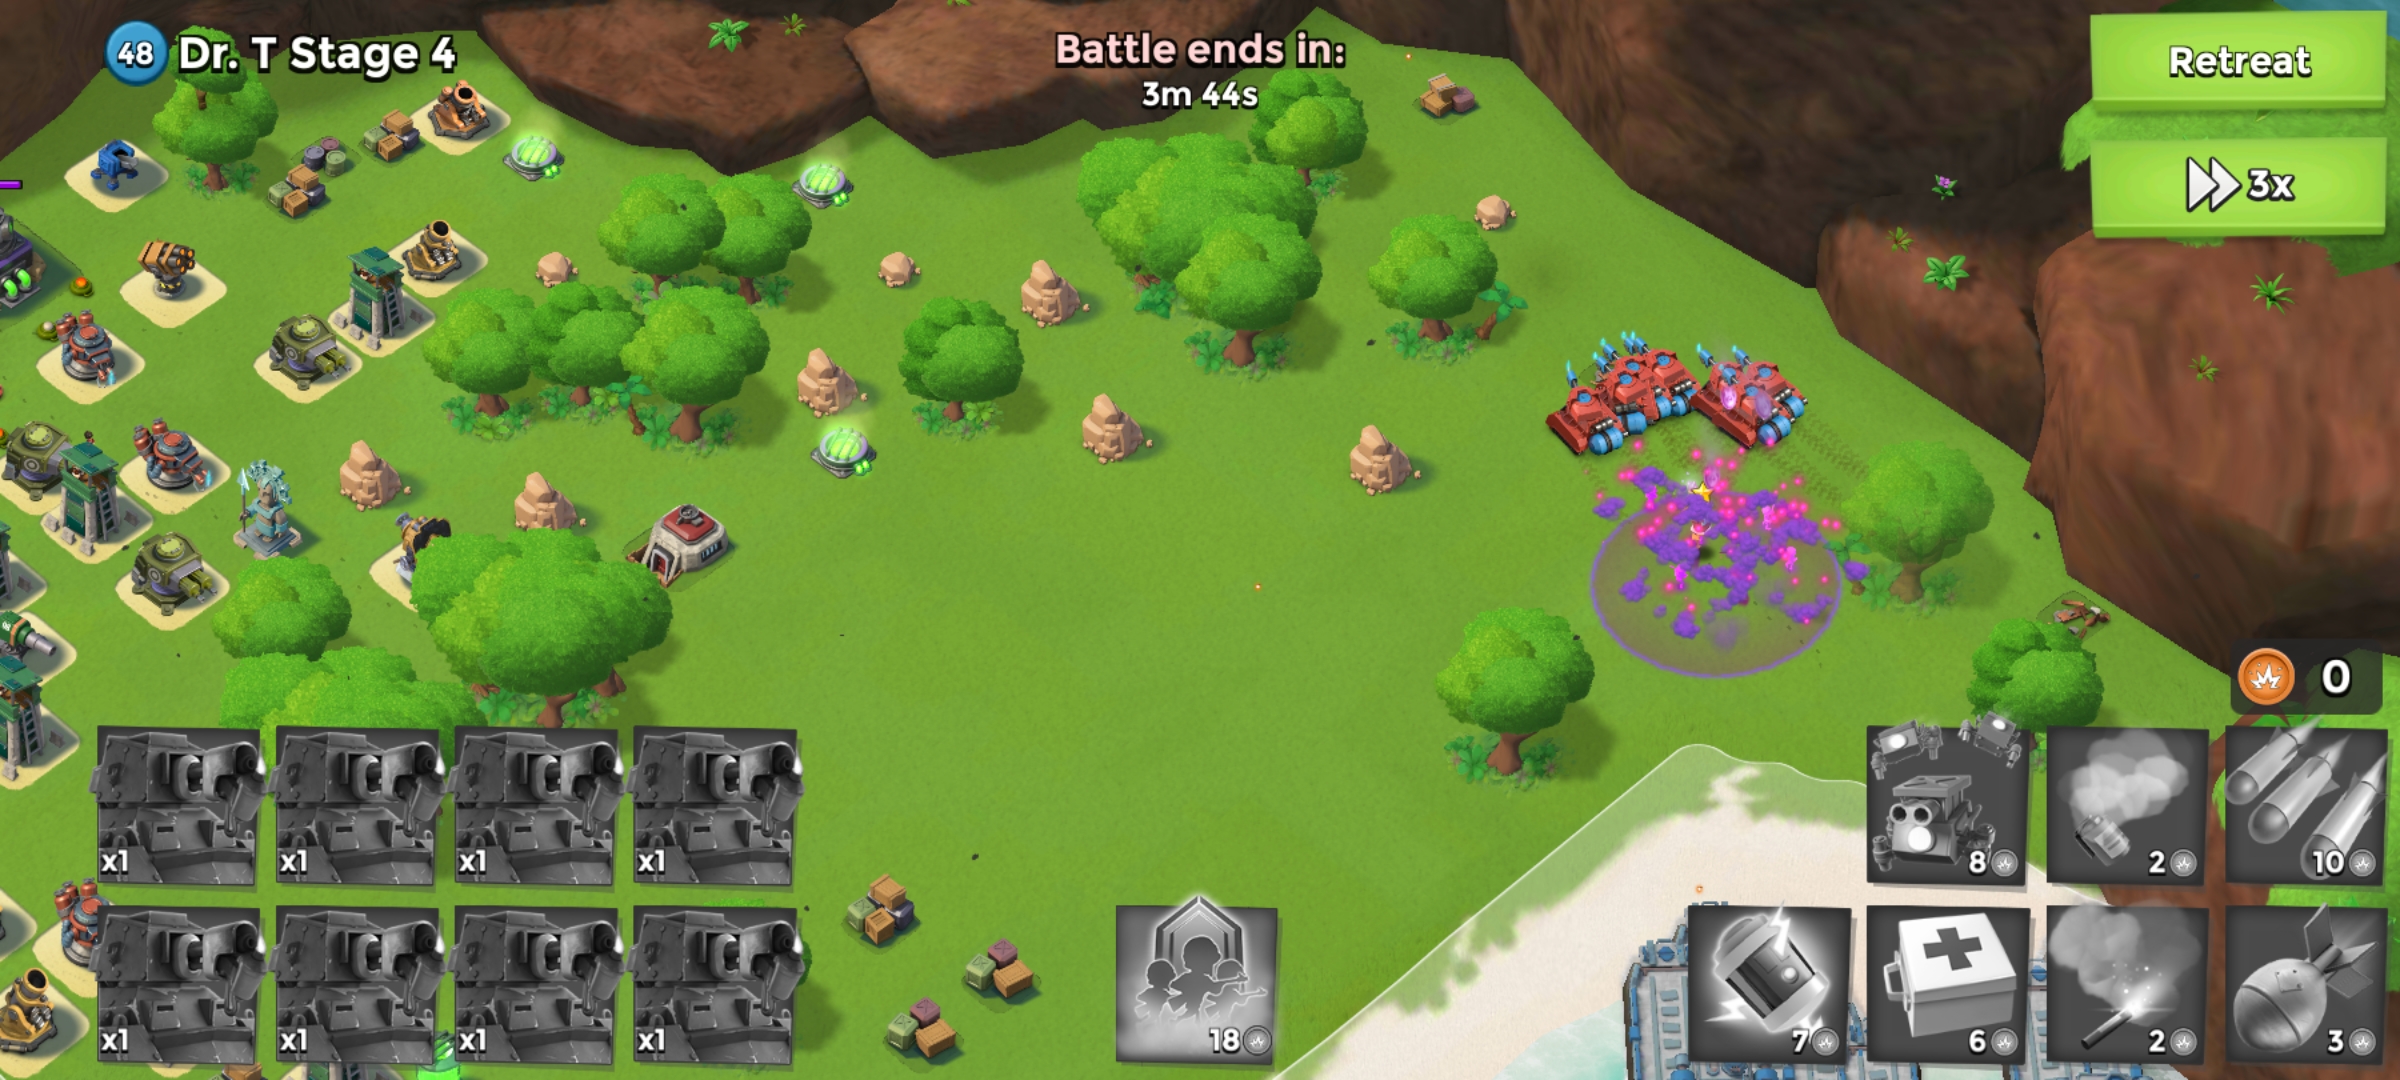 48 Dr. T Stage 4
Battle ends in:
3m 44s
Retreat
3x
0
x1 x1 x1 x1
8 2 10
x1 x1 x1 x1
18
7 6 2 3